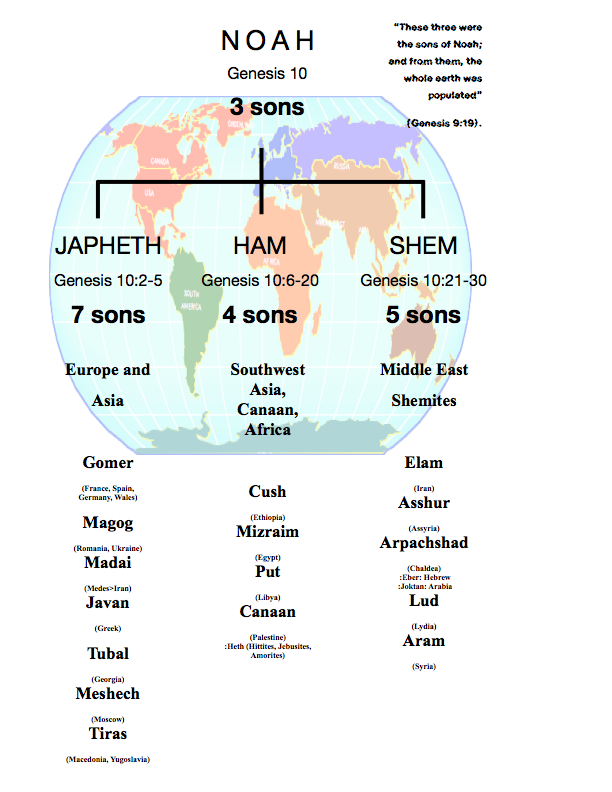 NOAH
Genesis 10
3 sons
"These three were
the sons of Noah;
and from them, the
whole earth was
populated"
(Genesis 9:19).
CANADA
USA
SOUTH
AMERICA
AFRICA
RUSSIA
JAPHETH
Genesis 10:2-5
7 sons
Europe and
Asia
Gomer
(France, Spain,
Germany, Wales)
Magog
(Romania, Ukraine)
Madai
(Medes>Iran)
Javan
(Greek)
Tubal
(Georgia)
Meshech
(Moscow)
Tiras
(Macedonia, Yugoslavia)
HAM
Genesis 10:6-20
4 sons
Southwest
Asia,
Canaan,
Africa
Cush
(Ethiopia)
Mizraim
(Egypt)
Put
(Libya)
Canaan
(Palestine)
:Heth (Hittites, Jebusites,
Amorites)
SHEM
Genesis 10:21-30
5 sons
Middle East
Shemites
Elam
(Iran)
Asshur
(Assyria)
Arpachshad
(Chaldea)
:Eber: Hebrew
:Joktan: Arabia
Lud
(Lydia)
Aram
(Syria)